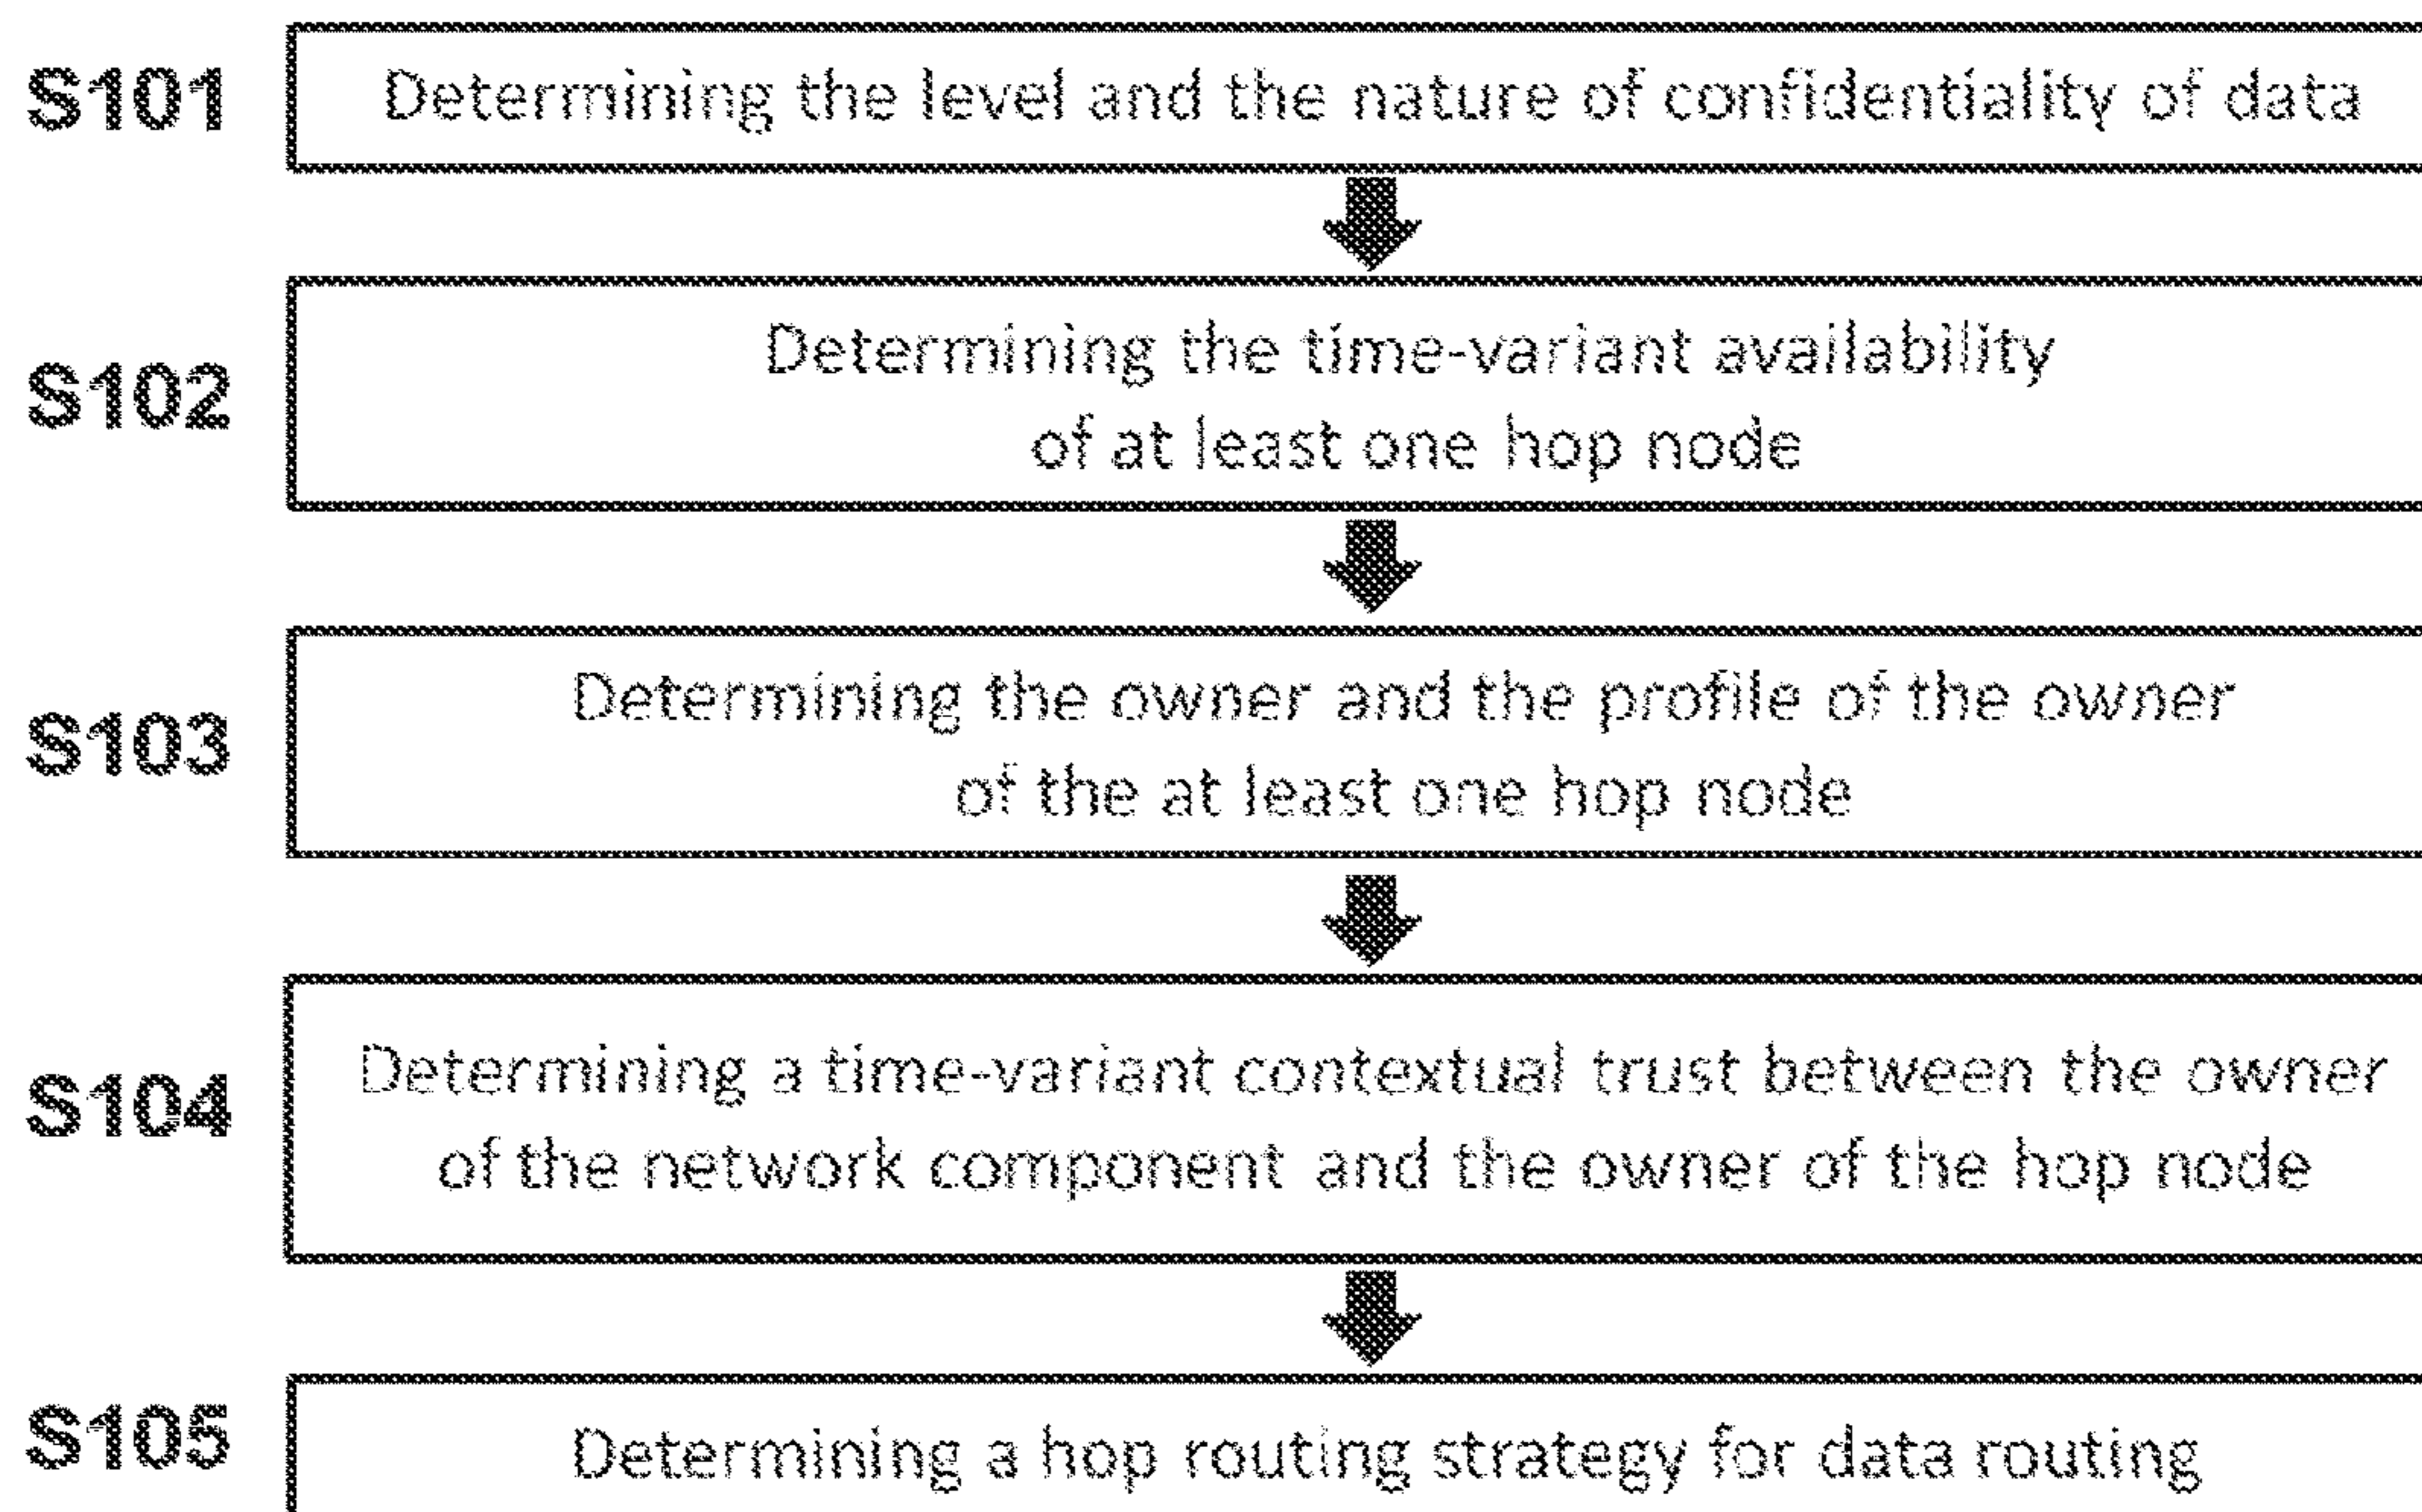 S101
Determining the level and the nature of confidentiality of data
S102
Determining the time-variant availability
of at least one hop node
S103
Determining the owner and the profile of the owner
of the at least one hop node
S104
Determining a time-variant contextual trust between the owner
of the network component and the owner of the hop node
S105
Determining a hop routing strategy for data routing